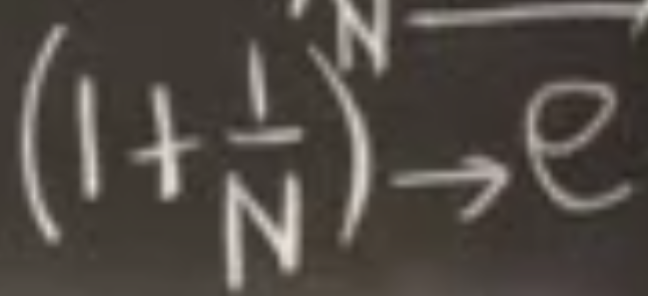 (1 + 1/N)^N → e